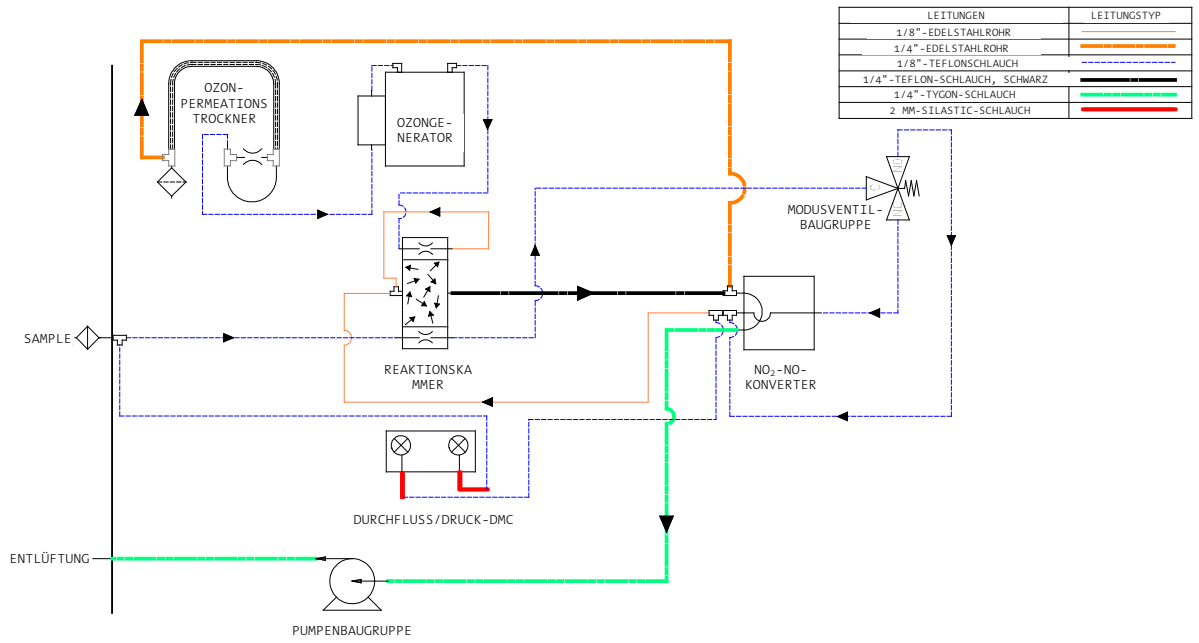 LEITUNGEN LEITUNGSTYP
1/8"-EDELSTAHLROHR
1/4"-EDELSTAHLROHR
1/8"-TEFLONSCHLAUCH
1/4"-TEFLON-SCHLAUCH, SCHWARZ
1/4"-TYGON-SCHLAUCH
2 MM-SILASTIC-SCHLAUCH
OZON-
PERMEATIONS
TROCKNER
OZONGE-
NERATOR
C
MODUSVENTIL-
BAUGRUPPE
SAMPLE
REAKTIONSKA
MMER
NO₂-NO-
KONVERTER
DURCHFLUSS/DRUCK-DMC
ENTLÜFTUNG
PUMPENBAUGRUPPE